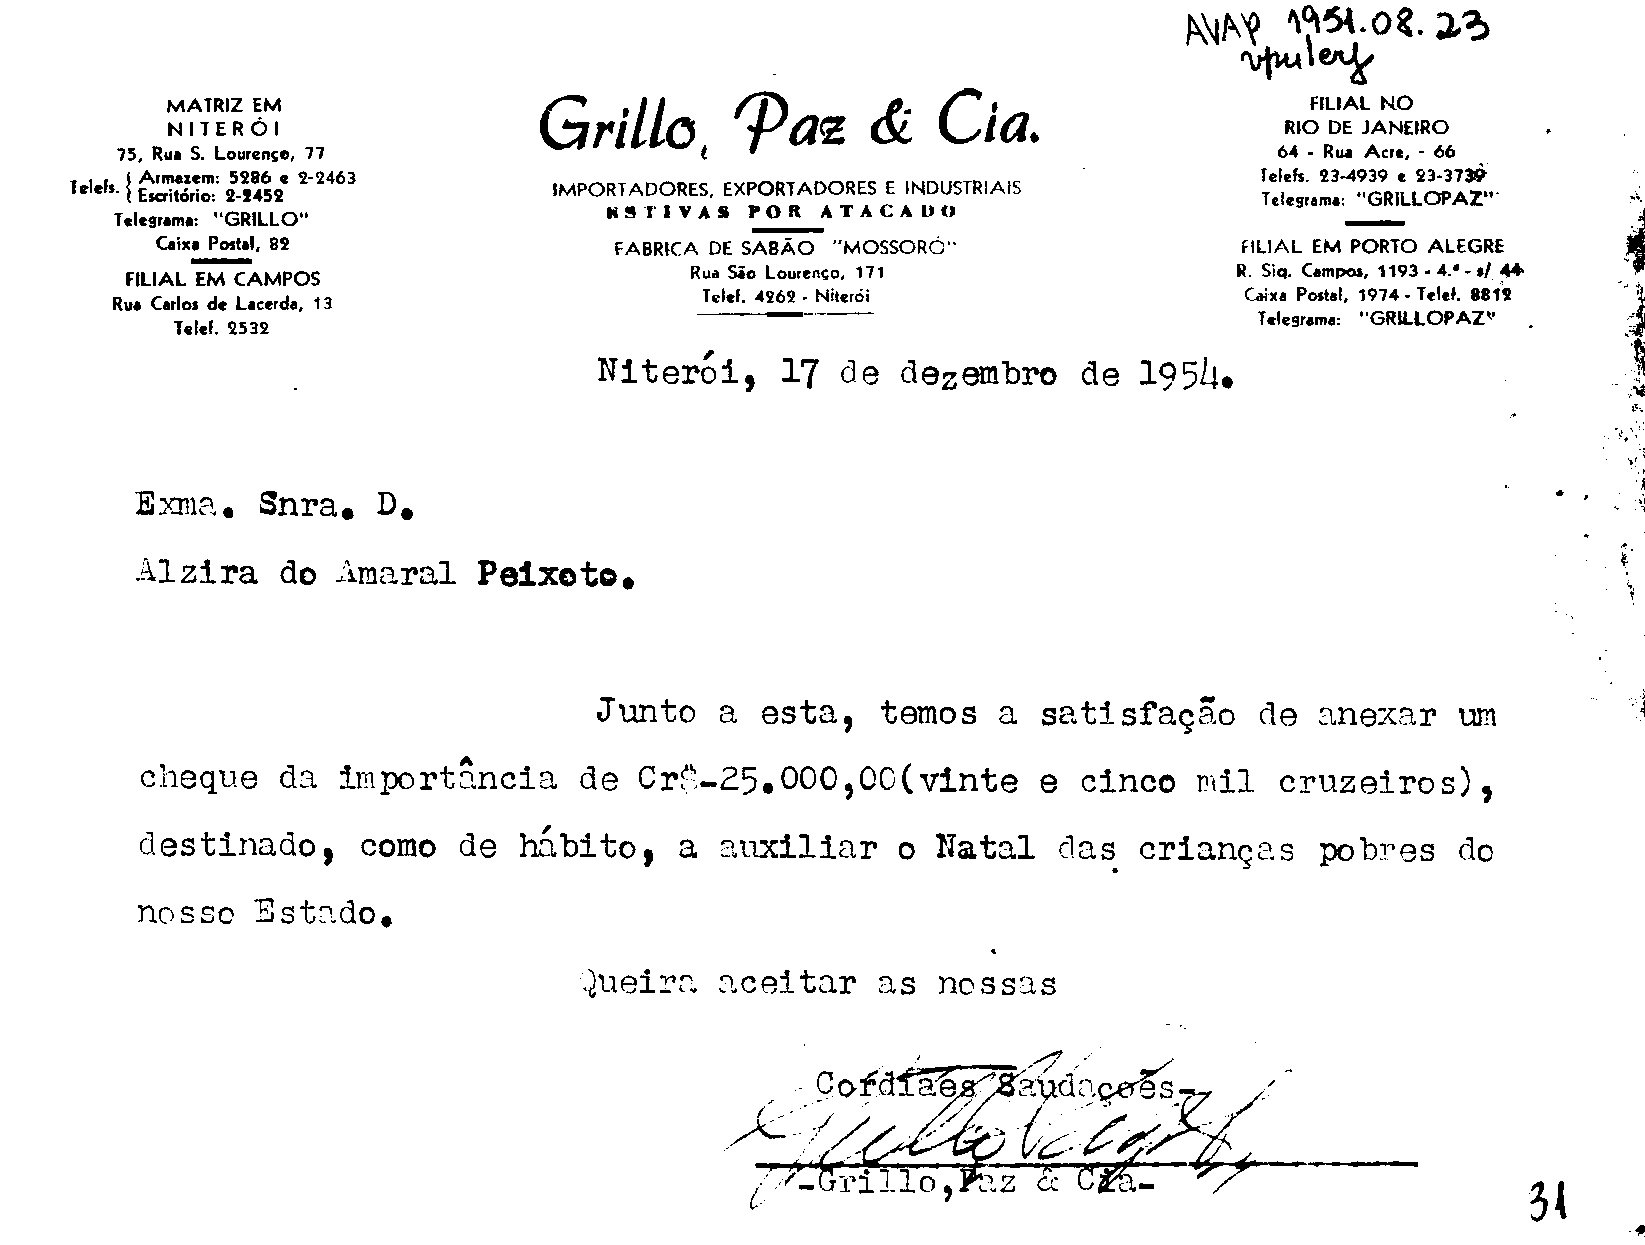 AVAP 1951.08.23
MATRIZ EM
NITERÓI
75, Rua S. Lourenço, 77
Telefs. { Armazem: 5286 e 2-2463
Escritório: 2-2452
Telegrama: "GRILLO"
Caixa Postal, 82
FILIAL EM CAMPOS
Rua Carlos de Lacerda, 13
Telef. 2532
Grillo, Paz & Cia.
IMPORTADORES, EXPORTADORES E INDUSTRIAIS
ESTIVAS POR ATACADO
FABRICA DE SABÃO "MOSSORÓ"
Rua São Lourenço, 171
Telef. 4262 - Niterói
FILIAL NO
RIO DE JANEIRO
64 - Rua Acre, - 66
Telefs. 23-4939 e 23-3739
Telegrama: "GRILLOPAZ"
FILIAL EM PORTO ALEGRE
R. Siq. Campos, 1193 - 4.º - s/ 44
Caixa Postal, 1974 - Telef. 8812
Telegrama: "GRILLOPAZ"
Niterói, 17 de dezembro de 1954.
Exma. Snra. D.
Alzira do Amaral Peixoto.
Junto a esta, temos a satisfação de anexar um
cheque da importância de Cr$-25.000,00(vinte e cinco mil cruzeiros),
destinado, como de hábito, a auxiliar o Natal das crianças pobres do
nosso Estado.
Queira aceitar as nossas
Cordiaes Saudações-
-Grillo,Paz & Cia-
31